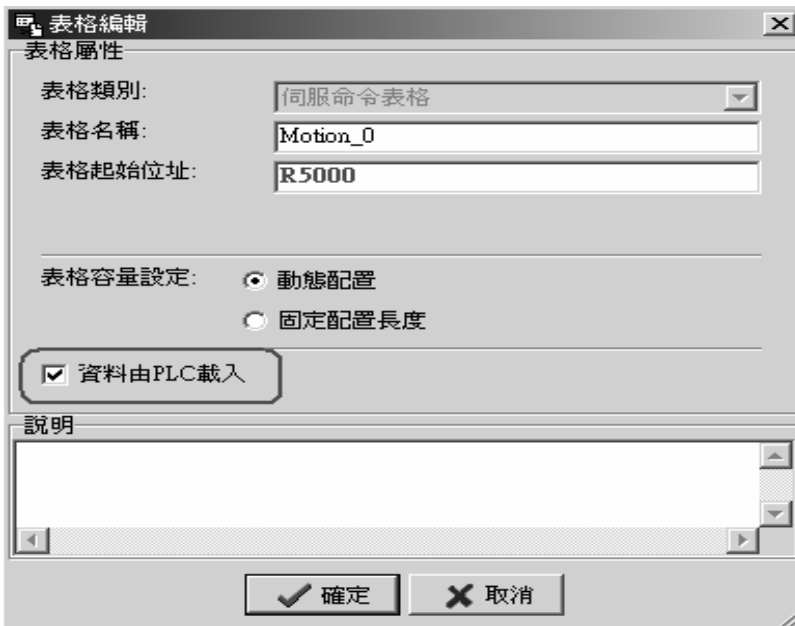 表格編輯
表格屬性
表格類別: 伺服命令表格
表格名稱: Motion_0
表格起始位址: R5000
表格容量設定: 動態配置
固定配置長度
資料由PLC載入
說明
確定 取消